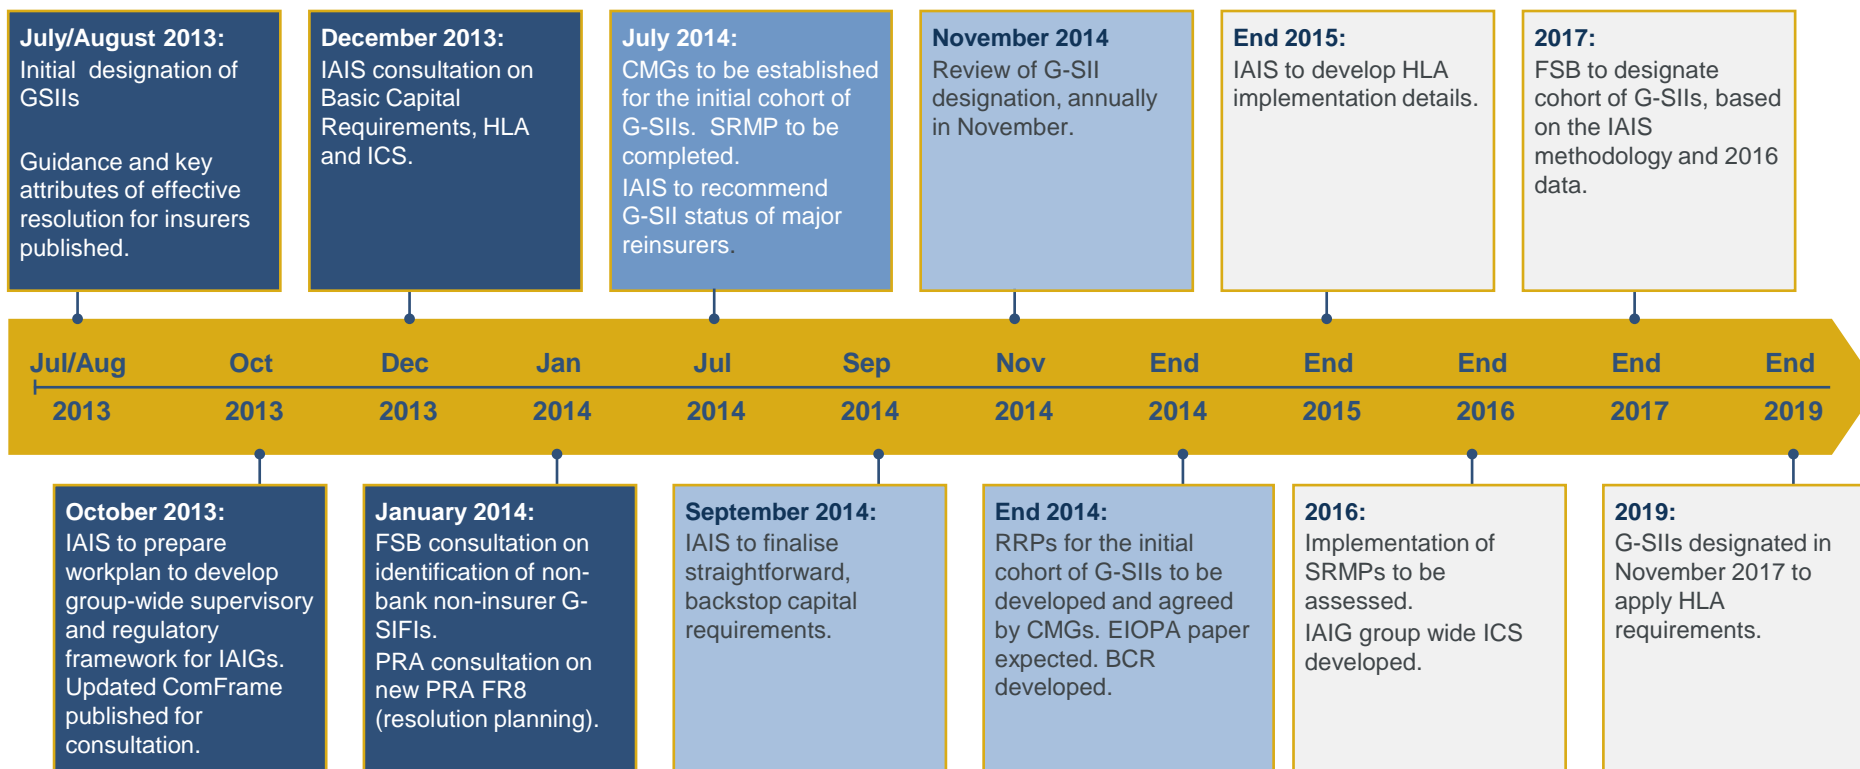 July/August 2013:
Initial designation of
GSIIs
Guidance and key
attributes of effective
resolution for insurers
published.
December 2013:
IAIS consultation on
Basic Capital
Requirements, HLA
and ICS.
July 2014:
CMGs to be established
for the initial cohort of
G-SIIs. SRMP to be
completed.
IAIS to recommend
G-SII status of major
reinsurers.
November 2014
Review of G-SII
designation, annually
in November.
End 2015:
IAIS to develop HLA
implementation details.
2017:
FSB to designate
cohort of G-SIIs, based
on the IAIS
methodology and 2016
data.
Jul/Aug Oct Dec Jan Jul Sep Nov End End End End End
2013 2013 2013 2014 2014 2014 2014 2014 2015 2016 2017 2019
October 2013:
IAIS to prepare
workplan to develop
group-wide supervisory
and regulatory
framework for IAIGs.
Updated ComFrame
published for
consultation.
January 2014:
FSB consultation on
identification of non-
bank non-insurer G-
SIFIs.
PRA consultation on
new PRA FR8
(resolution planning).
September 2014:
IAIS to finalise
straightforward,
backstop capital
requirements.
End 2014:
RRPs for the initial
cohort of G-SIIs to be
developed and agreed
by CMGs. EIOPA paper
expected. BCR
developed.
2016:
Implementation of
SRMPs to be
assessed.
IAIG group wide ICS
developed.
2019:
G-SIIs designated in
November 2017 to
apply HLA
requirements.